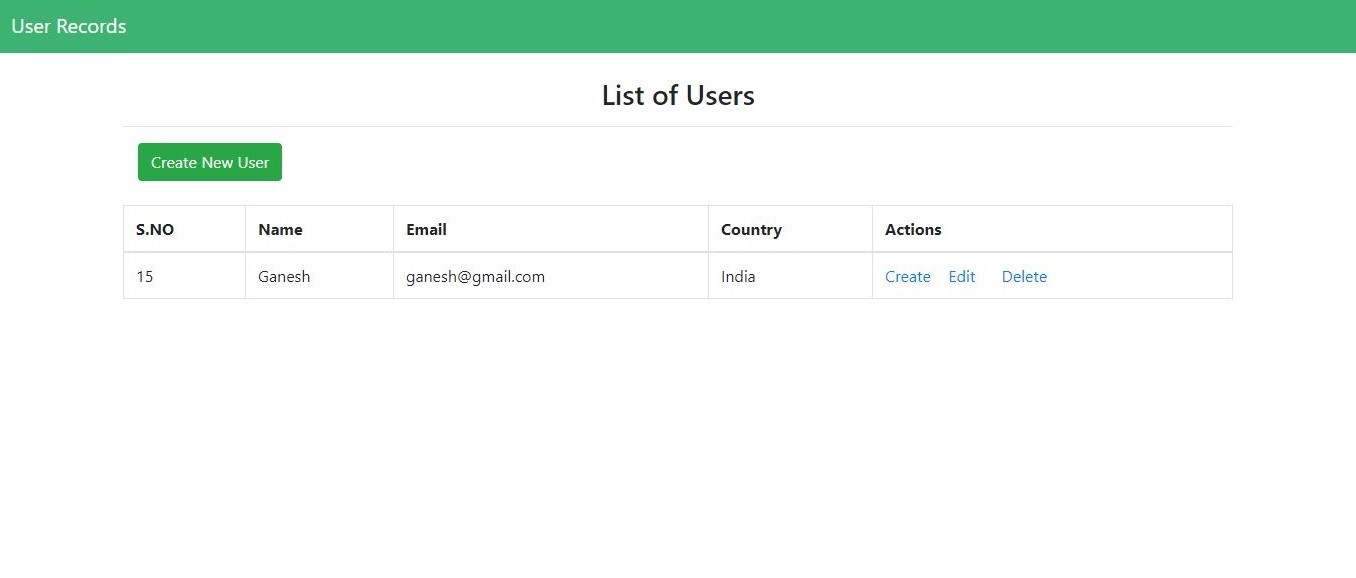 User Records
List of Users
Create New User
S.NO Name Email Country Actions
15 Ganesh ganesh@gmail.com India Create Edit Delete